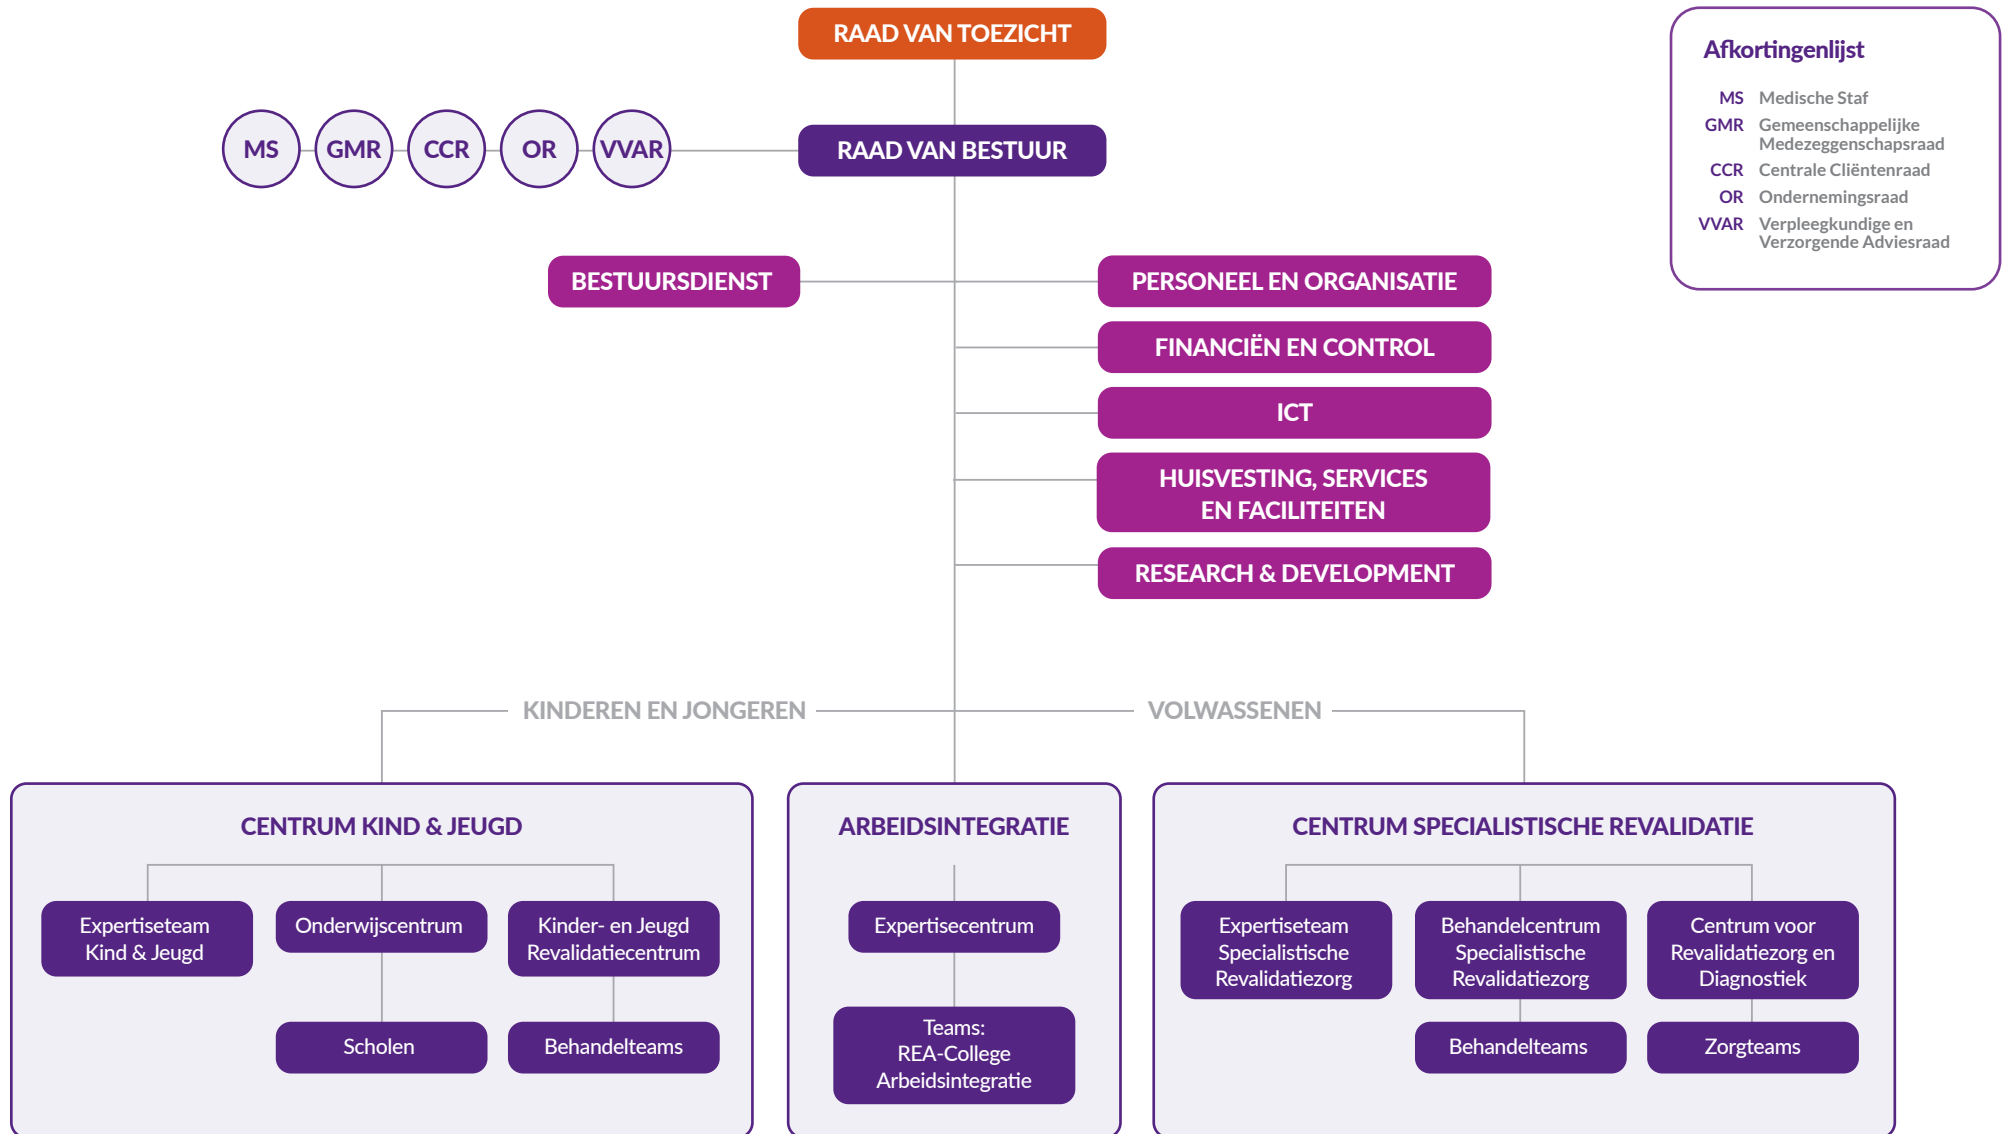 RAAD VAN TOEZICHT
Afkortingenlijst
MS Medische Staf
GMR Gemeenschappelijke
Medezeggenschapsraad
CCR Centrale Cliëntenraad
OR Ondernemingsraad
VVAR Verpleegkundige en
Verzorgende Adviesraad
MS
GMR
CCR
OR
VVAR
RAAD VAN BESTUUR
BESTUURSDIENST
PERSONEEL EN ORGANISATIE
FINANCIËN EN CONTROL
ICT
HUISVESTING, SERVICES
EN FACILITEITEN
RESEARCH & DEVELOPMENT
KINDEREN EN JONGEREN
VOLWASSENEN
CENTRUM KIND & JEUGD
Expertiseteam
Kind & Jeugd
Onderwijscentrum
Kinder- en Jeugd
Revalidatiecentrum
Scholen
Behandelteams
ARBEIDSINTEGRATIE
Expertisecentrum
Teams:
REA-College
Arbeidsintegratie
CENTRUM SPECIALISTISCHE REVALIDATIE
Expertiseteam
Specialistische
Revalidatiezorg
Behandelcentrum
Specialistische
Revalidatiezorg
Centrum voor
Revalidatiezorg en
Diagnostiek
Behandelteams
Zorgteams